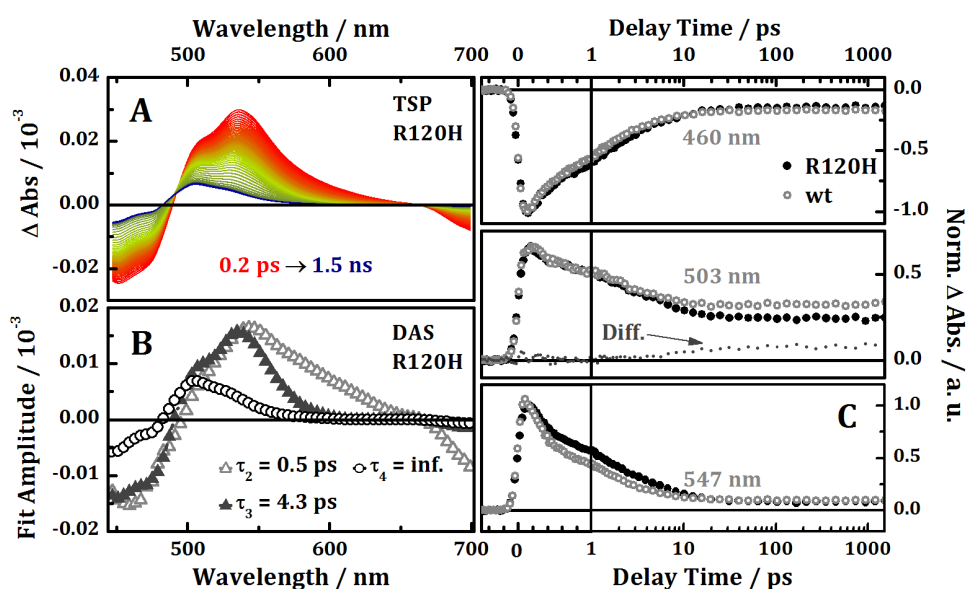 Wavelength / nm
500 600 700
Δ Abs / 10⁻³
0.04
0.02
0.00
-0.02
A
TSP
R120H
0.2 ps → 1.5 ns
Fit Amplitude / 10⁻³
0.02
0.01
0.00
-0.01
-0.02
B
DAS
R120H
τ₂ = 0.5 ps τ₄ = inf.
τ₃ = 4.3 ps
500 600 700
Wavelength / nm
Delay Time / ps
0 1 10 100 1000
0.0
-0.5
-1.0
460 nm
R120H
wt
503 nm
Diff.
0.5
0.0
C
547 nm
1.0
0.5
0.0
Norm. Δ Abs. / a. u.
0 1 10 100 1000
Delay Time / ps